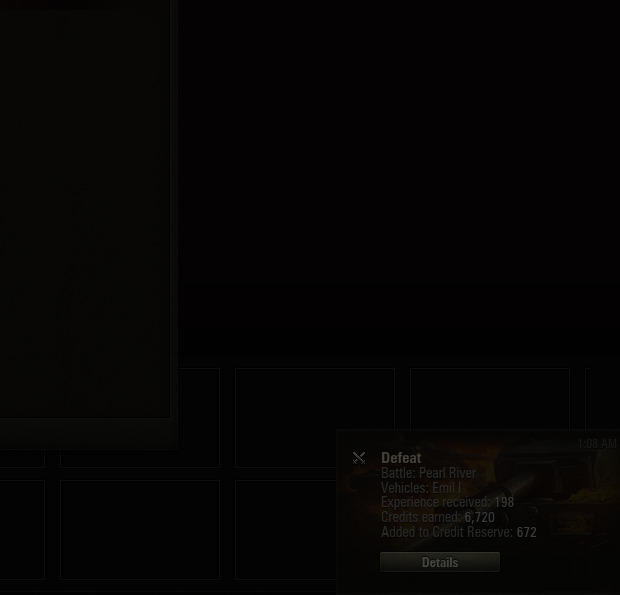 1:08 AM
Defeat
Battle: Pearl River
Vehicles: Emil I
Experience received: 198
Credits earned: 6,720
Added to Credit Reserve: 672
Details